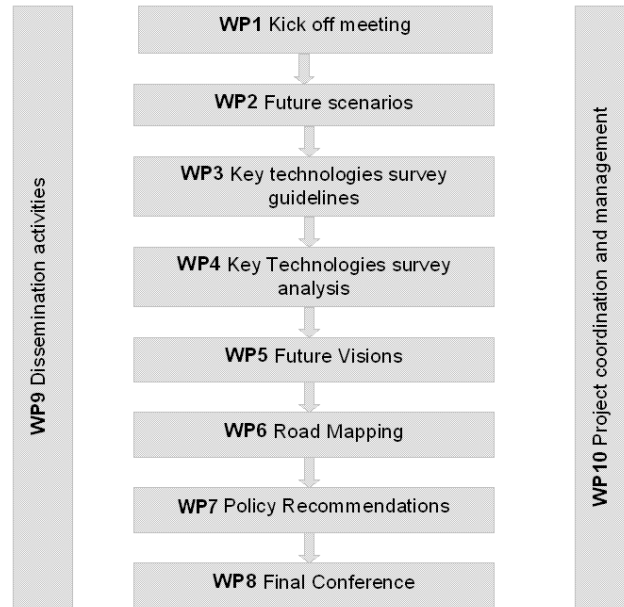 WP1 Kick off meeting
WP2 Future scenarios
WP3 Key technologies survey
guidelines
WP4 Key Technologies survey
analysis
WP5 Future Visions
WP6 Road Mapping
WP7 Policy Recommendations
WP8 Final Conference
WP9 Dissemination activities
WP10 Project coordination and management